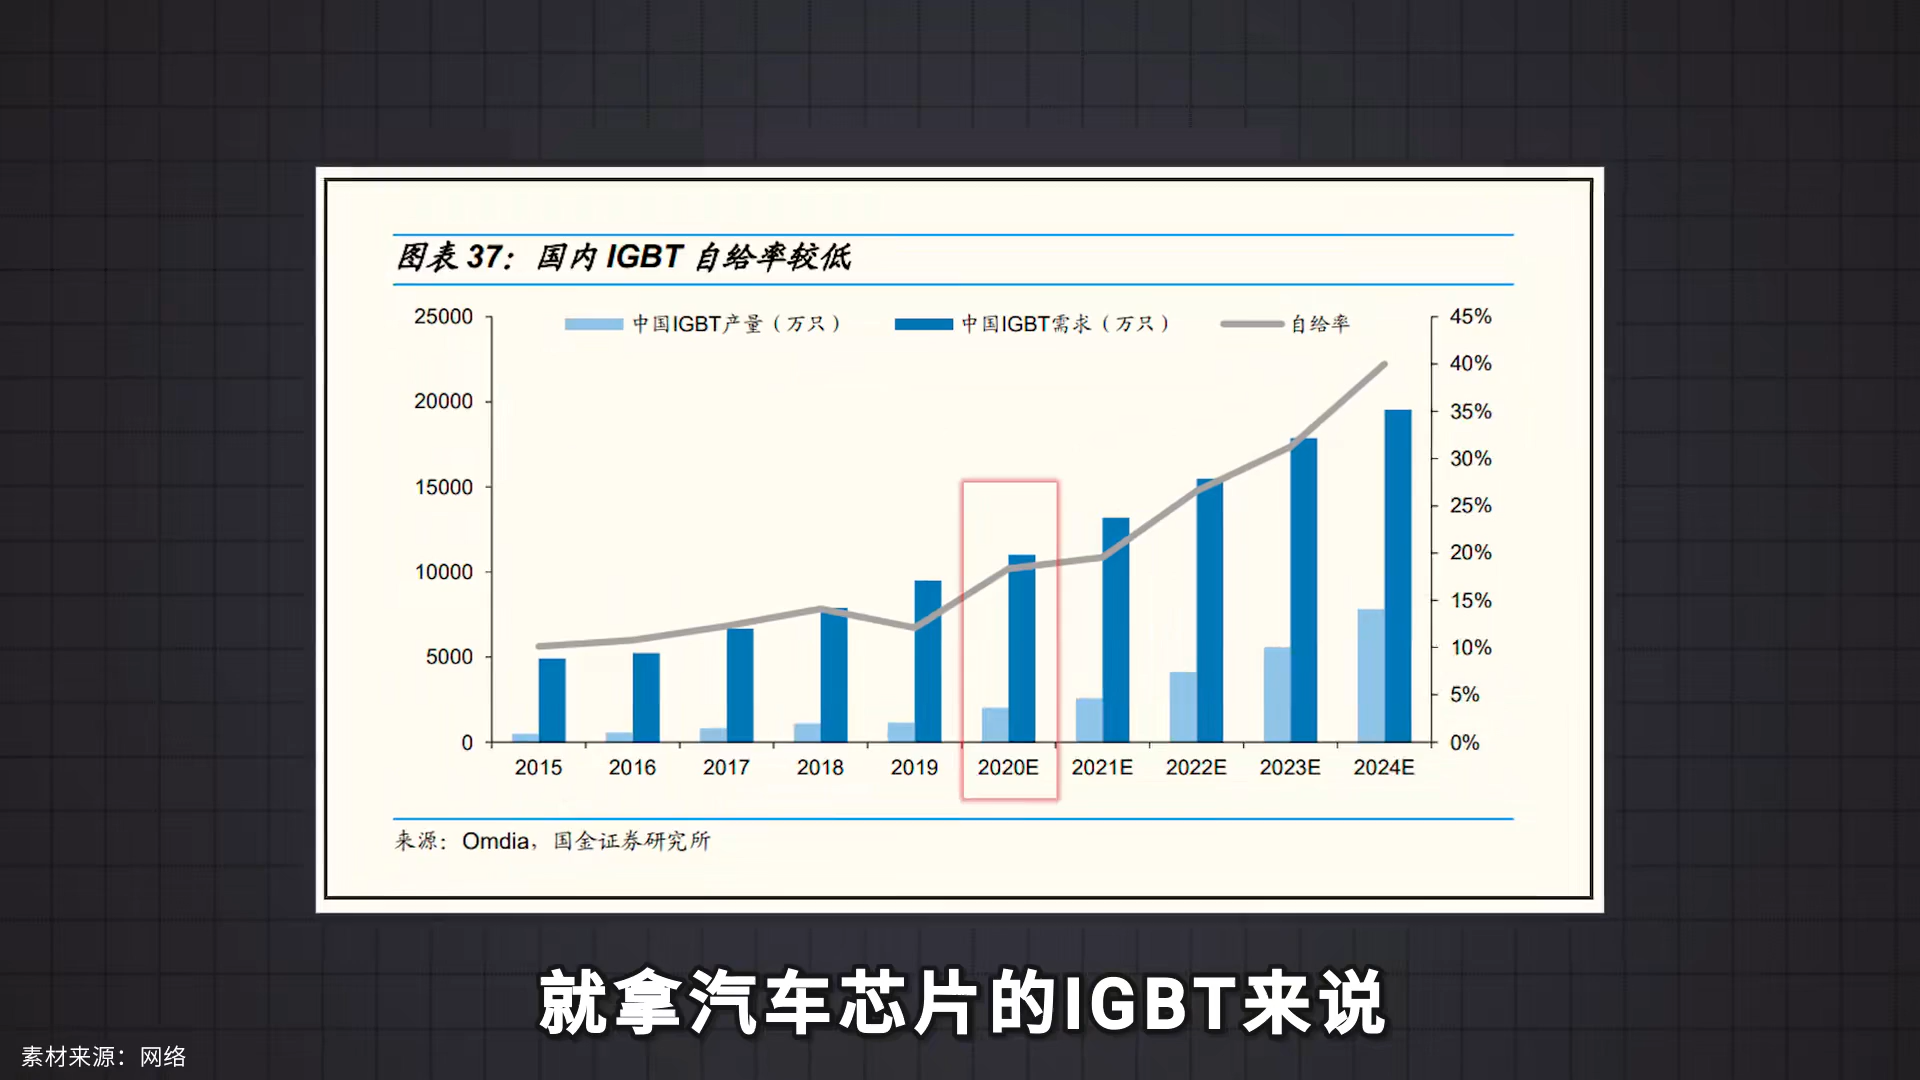 图表 37：国内 IGBT 自给率较低
中国IGBT产量（万只） 中国IGBT需求（万只） 自给率
25000
20000
15000
10000
5000
0
45%
40%
35%
30%
25%
20%
15%
10%
5%
0%
2015 2016 2017 2018 2019 2020E 2021E 2022E 2023E 2024E
来源：Omdia，国金证券研究所
就拿汽车芯片的IGBT来说
素材来源：网络